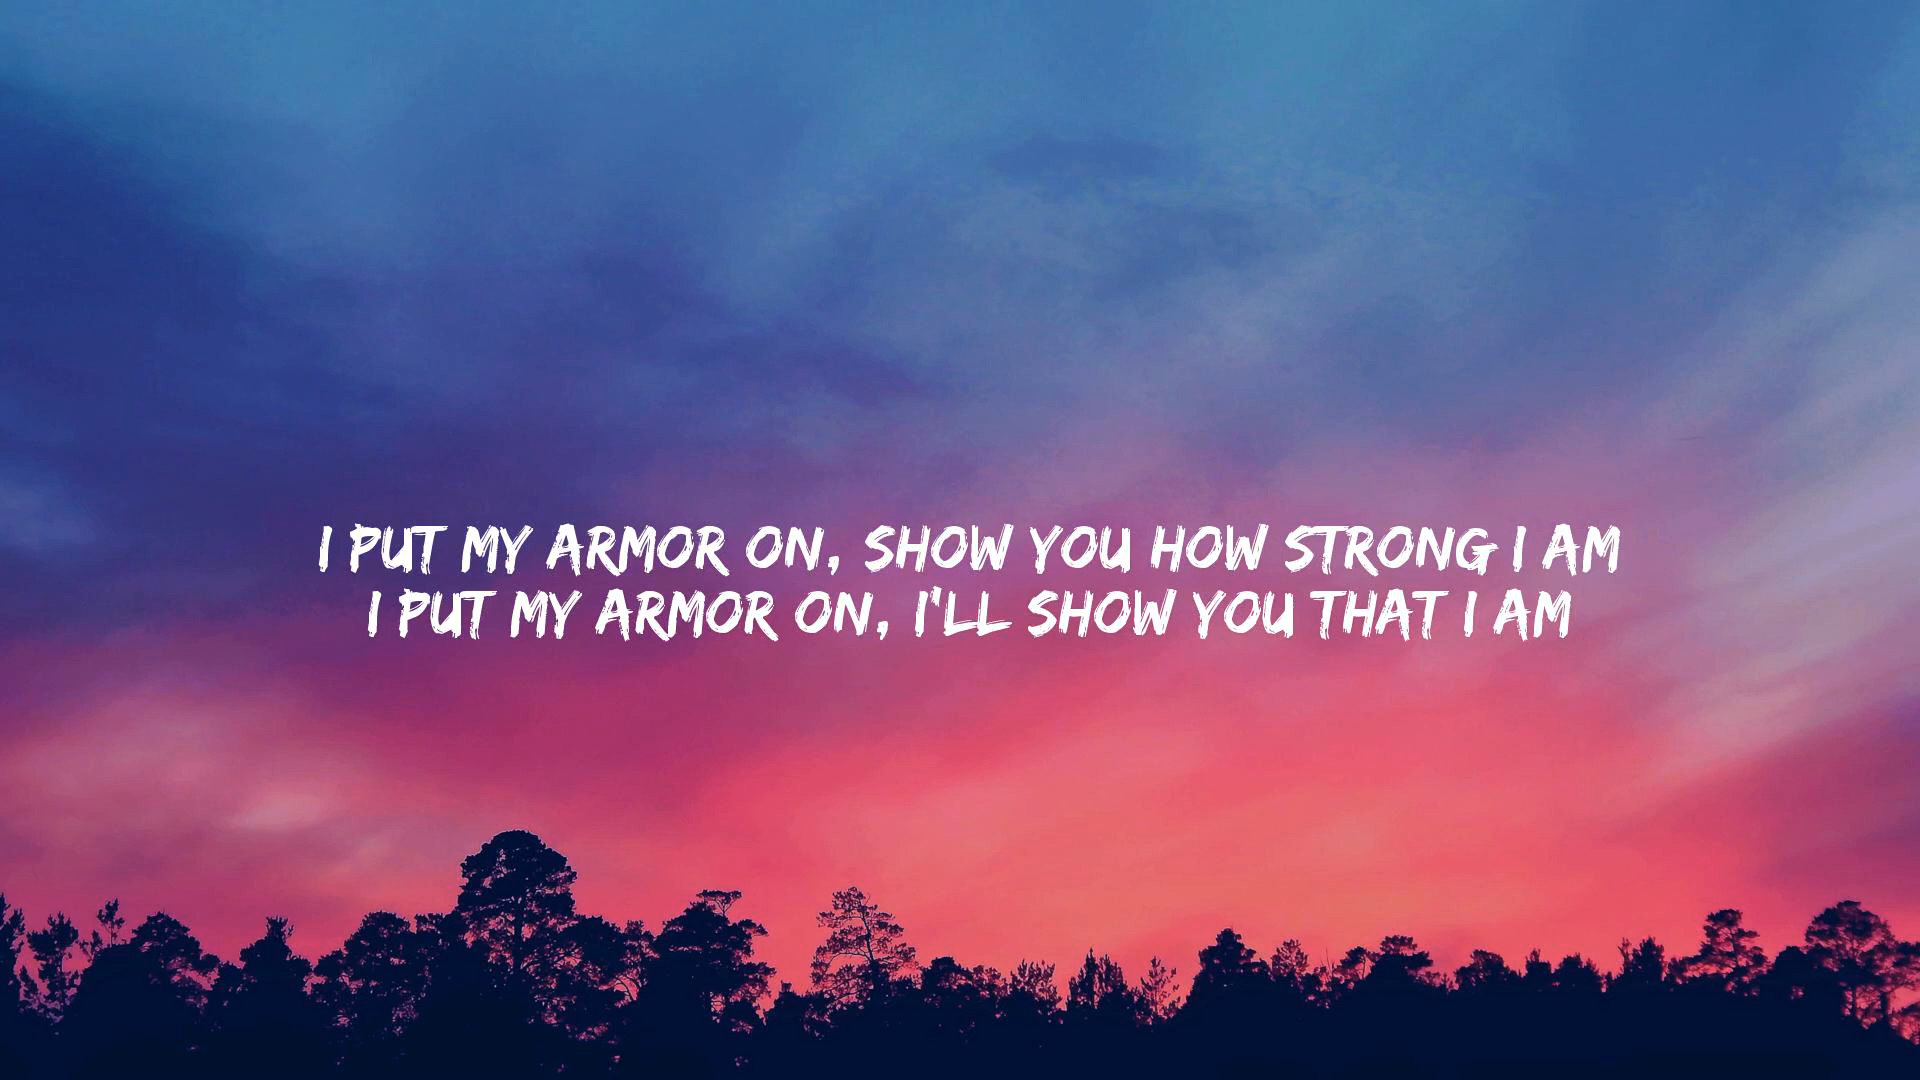 I PUT MY ARMOR ON, SHOW YOU HOW STRONG I AM
I PUT MY ARMOR ON, I'LL SHOW YOU THAT I AM